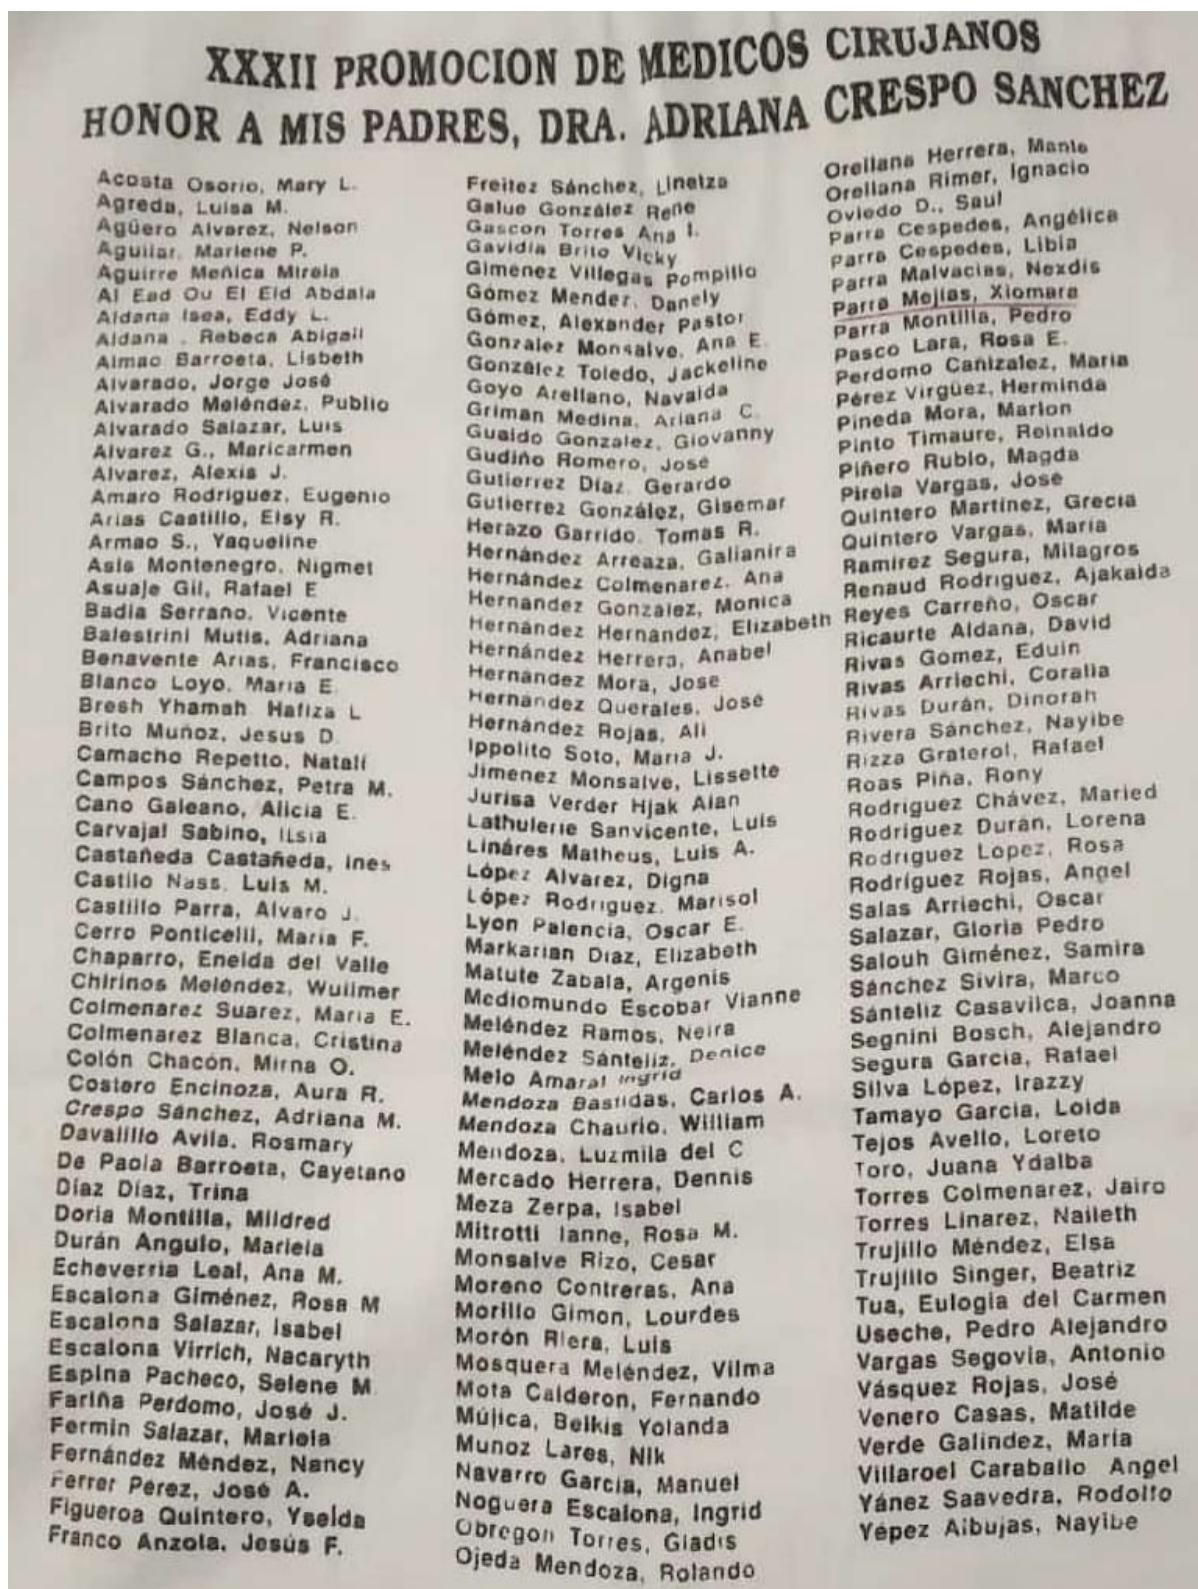 XXXII PROMOCION DE MEDICOS CIRUJANOS
HONOR A MIS PADRES, DRA. ADRIANA CRESPO SANCHEZ
Acosta Osorio, Mary L.
Agreda, Luisa M.
Agüero Alvarez, Nelson
Aguilar, Marlene P.
Aguirre Meñica Mirela
Al Ead Ou El Eid Abdala
Aldana Isea, Eddy L.
Aldana , Rebeca Abigail
Almao Barroeta, Lisbeth
Alvarado, Jorge José
Alvarado Meléndez, Publio
Alvarado Salazar, Luis
Alvarez G., Maricarmen
Alvarez, Alexis J.
Amaro Rodriguez, Eugenio
Arias Castillo, Elsy R.
Armao S., Yaqueline
Asis Montenegro, Nigmet
Asuaje Gil, Rafael E
Badia Serrano, Vicente
Balestrini Mutis, Adriana
Benavente Arias, Francisco
Blanco Loyo, Maria E.
Bresh Yhamah Hafiza L
Brito Muñoz, Jesus D.
Camacho Repetto, Natalí
Campos Sánchez, Petra M.
Cano Galeano, Alicia E.
Carvajal Sabino, Ilsia
Castañeda Castañeda, Ines
Castilo Nass, Luis M.
Castillo Parra, Alvaro J.
Cerro Ponticelli, Maria F.
Chaparro, Eneida del Valle
Chirinos Meléndez, Wuilmer
Colmenarez Suarez, Maria E.
Colmenarez Blanca, Cristina
Colón Chacón, Mirna O.
Costero Encinoza, Aura R.
Crespo Sánchez, Adriana M.
Davalillo Avila, Rosmary
De Paola Barroeta, Cayetano
Díaz Díaz, Trina
Doria Montilla, Mildred
Durán Angulo, Mariela
Echeverria Leal, Ana M.
Escalona Giménez, Rosa M
Escalona Salazar, Isabel
Escalona Virrich, Nacaryth
Espina Pacheco, Selene M.
Fariña Perdomo, José J.
Fermin Salazar, Mariela
Fernández Méndez, Nancy
Ferrer Pérez, José A.
Figueroa Quintero, Yselda
Franco Anzola, Jesús F.
Freitez Sánchez, Linetza
Galue González Rene
Gascon Torres Ana I.
Gavidia Brito Vicky
Gimenez Villegas Pompilio
Gómez Mendez, Danely
Gómez, Alexander Pastor
González Monsalve, Ana E.
González Toledo, Jackeline
Goyo Arellano, Navaida
Griman Medina, Ariana C.
Gualdo Gonzalez, Giovanny
Gudiño Romero, José
Gutierrez Díaz, Gerardo
Gutierrez González, Gisemar
Herazo Garrido, Tomas R.
Hernández Arreaza, Galianira
Hernández Colmenarez, Ana
Hernandez González, Monica
Hernández Hernández, Elizabeth
Hernández Herrera, Anabel
Hernandez Mora, Jose
Hernandez Querales, José
Hernández Rojas, Ali
Ippolito Soto, Maria J.
Jimenez Monsalve, Lissette
Jurisa Verder Hjak Alan
Lathulerie Sanvicente, Luis
Lináres Matheus, Luis A.
López Alvarez, Digna
López Rodriguez, Marisol
Lyon Palencia, Oscar E.
Markarian Díaz, Elizabeth
Matute Zabala, Argenis
Mediomundo Escobar Vianne
Meléndez Ramos, Neira
Meléndez Sánteliz, Denice
Melo Amaral Ingrid
Mendoza Bastidas, Carlos A.
Mendoza Chaurio, William
Mendoza, Luzmila del C
Mercado Herrera, Dennis
Meza Zerpa, Isabel
Mitrotti Ianne, Rosa M.
Monsalve Rizo, Cesar
Moreno Contreras, Ana
Morillo Gimon, Lourdes
Morón Riera, Luis
Mosquera Meléndez, Vilma
Mota Calderon, Fernando
Mújica, Belkis Yolanda
Munoz Lares, Nik
Navarro Garcia, Manuel
Noguera Escalona, Ingrid
Obregon Torres, Gladis
Ojeda Mendoza, Rolando
Orellana Herrera,
Orellana Rimer, Ignacio
Oviedo D., Saul
Parra Cespedes, Angélica
Parra Cespedes, Libia
Parra Malvacias, Nexdis
Parra Mejias, Xiomara
Parra Montilla, Pedro
Pasco Lara, Rosa E.
Perdomo Cañizalez, Maria
Pérez Virgüez, Herminda
Pineda Mora, Marlon
Pinto Timaure, Reinaldo
Piñero Rubio, Magda
Pirela Vargas, José
Quintero Martínez, Grecia
Quintero Vargas, María
Ramirez Segura, Milagros
Renaud Rodriguez, Ajakaida
Reyes Carreño, Oscar
Ricaurte Aldana, David
Rivas Gomez, Eduin
Rivas Arriechi, Coralia
Rivas Durán, Dinorah
Rivera Sánchez, Nayibe
Rizza Graterol, Rafael
Roas Piña, Rony
Rodriguez Chávez, Maried
Rodriguez Durán, Lorena
Rodriguez Lopez, Rosa
Rodríguez Rojas, Angel
Salas Arriechi, Oscar
Salazar, Gloria Pedro
Salouh Giménez, Samira
Sánchez Sivira, Marco
Sánteliz Casavilca, Joanna
Segnini Bosch, Alejandro
Segura Garcia, Rafael
Silva López, Irazzy
Tamayo Garcia, Loida
Tejos Avello, Loreto
Toro, Juana Ydalba
Torres Colmenarez, Jairo
Torres Linarez, Naileth
Trujillo Méndez, Elsa
Trujillo Singer, Beatriz
Tua, Eulogia del Carmen
Useche, Pedro Alejandro
Vargas Segovia, Antonio
Vásquez Rojas, José
Venero Casas, Matilde
Verde Galindez, María
Villaroel Caraballo Angel
Yánez Saavedra, Rodolfo
Yépez Aibujas, Nayibe